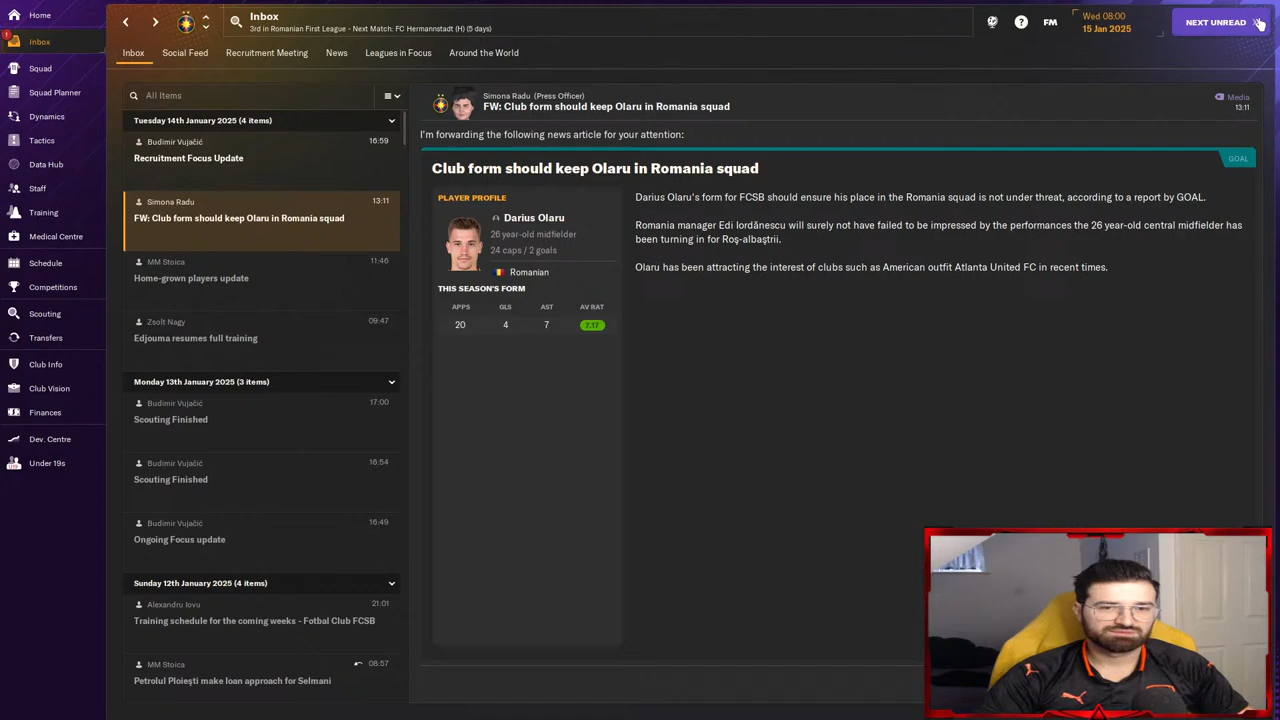 Home
Inbox
Squad
Squad Planner
Dynamics
Tactics
Data Hub
Staff
Training
Medical Centre
Schedule
Competitions
Scouting
Transfers
Club Info
Club Vision
Finances
Dev. Centre
Under 19s
1
U19
Inbox
3rd in Romanian First League - Next Match: FC Hermannstadt (H) (5 days)
FM
Wed 08:00
15 Jan 2025
NEXT UNREAD
Inbox Social Feed Recruitment Meeting News Leagues in Focus Around the World
All Items
Tuesday 14th January 2025 (4 items)
Budimir Vujačić 16:59
Recruitment Focus Update
Simona Radu 13:11
FW: Club form should keep Olaru in Romania squad
MM Stoica 11:46
Home-grown players update
Zsolt Nagy 09:47
Edjouma resumes full training
Monday 13th January 2025 (3 items)
Budimir Vujačić 17:00
Scouting Finished
Budimir Vujačić 16:54
Scouting Finished
Budimir Vujačić 16:49
Ongoing Focus update
Sunday 12th January 2025 (4 items)
Alexandru Iovu 21:01
Training schedule for the coming weeks - Fotbal Club FCSB
MM Stoica 08:57
Petrolul Ploieşti make loan approach for Selmani
Simona Radu (Press Officer)
FW: Club form should keep Olaru in Romania squad
Media
13:11
I'm forwarding the following news article for your attention:
GOAL
Club form should keep Olaru in Romania squad
PLAYER PROFILE
Darius Olaru
26 year-old midfielder
24 caps / 2 goals
Romanian
THIS SEASON'S FORM
APPS GLS AST AV RAT
20 4 7 7.17
Darius Olaru's form for FCSB should ensure his place in the Romania squad is not under threat, according to a report by GOAL.
Romania manager Edi Iordănescu will surely not have failed to be impressed by the performances the 26 year-old central midfielder has
been turning in for Roş-albaştrii.
Olaru has been attracting the interest of clubs such as American outfit Atlanta United FC in recent times.